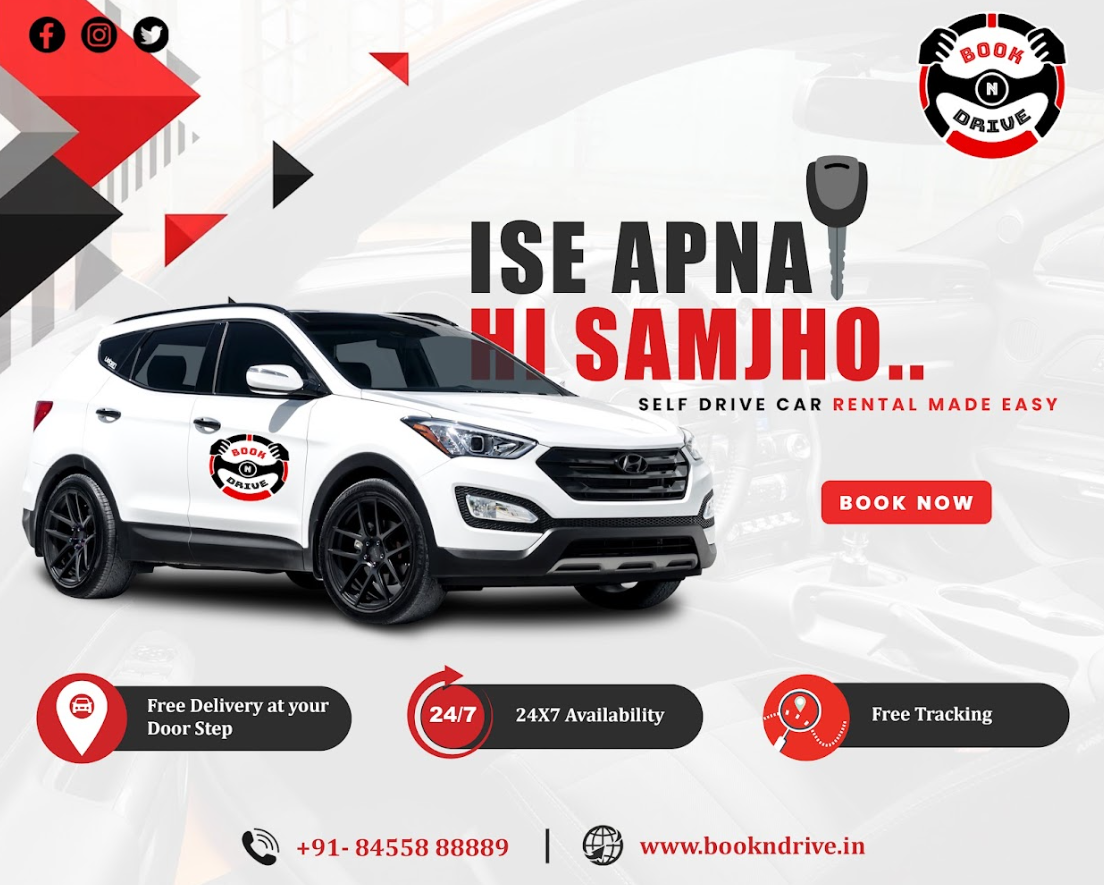 BOOK
N
DRIVE
ISE APNA
HI SAMJHO..
SELF DRIVE CAR RENTAL MADE EASY
BOOK
N
DRIVE
BOOK NOW
Free Delivery at your
Door Step
24/7
24X7 Availability
Free Tracking
+91- 84558 88889 | www.bookndrive.in